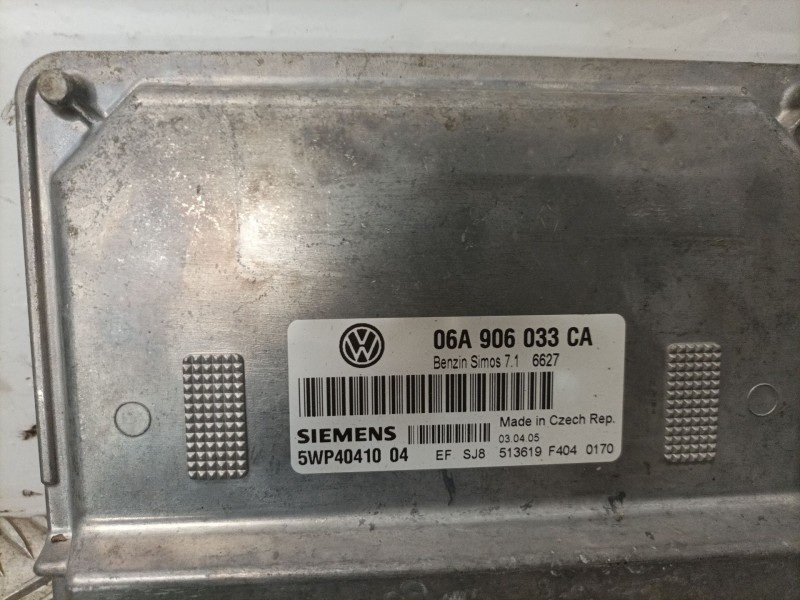 VW
06A 906 033 CA
Benzin Simos 7.1 6627
Made in Czech Rep.
SIEMENS
03.04.05
5WP40410 04 EF SJ8 513619 F404 0170